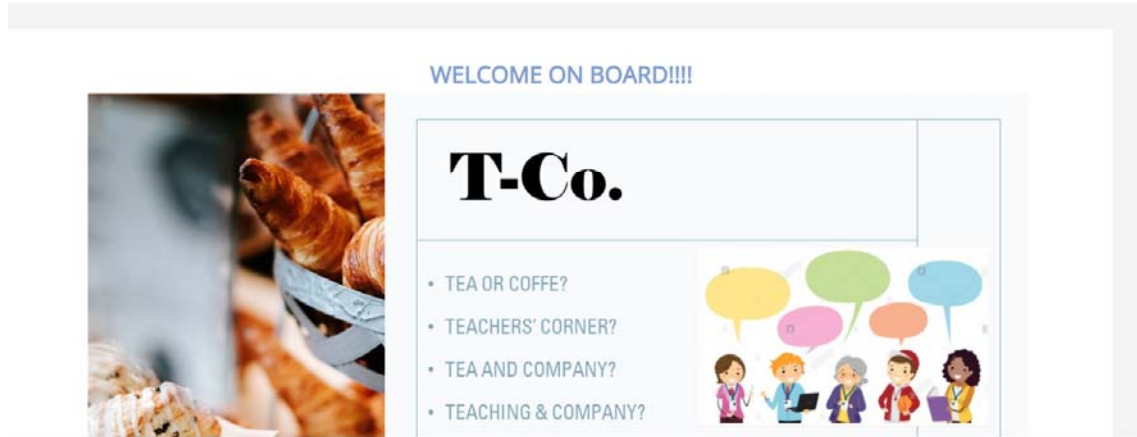 WELCOME ON BOARD!!!!
T-Co.
• TEA OR COFFE?
• TEACHERS' CORNER?
• TEA AND COMPANY?
• TEACHING & COMPANY?